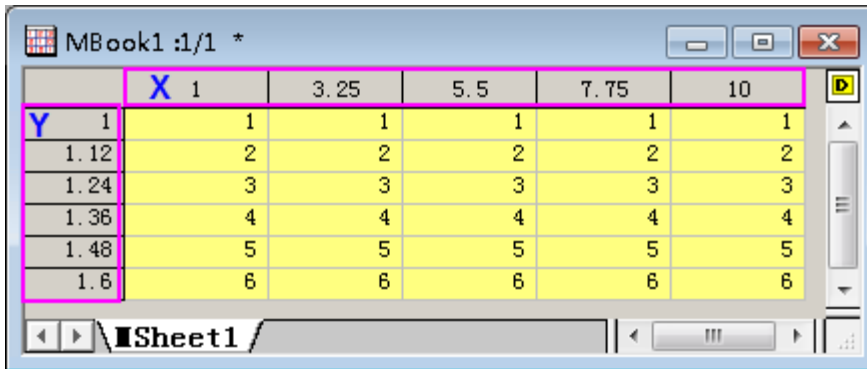 MBook1 :1/1 *
X 1 3.25 5.5 7.75 10 D
Y 1 1 1 1 1 1
1.12 2 2 2 2 2
1.24 3 3 3 3 3
1.36 4 4 4 4 4
1.48 5 5 5 5 5
1.6 6 6 6 6 6
MSheet1